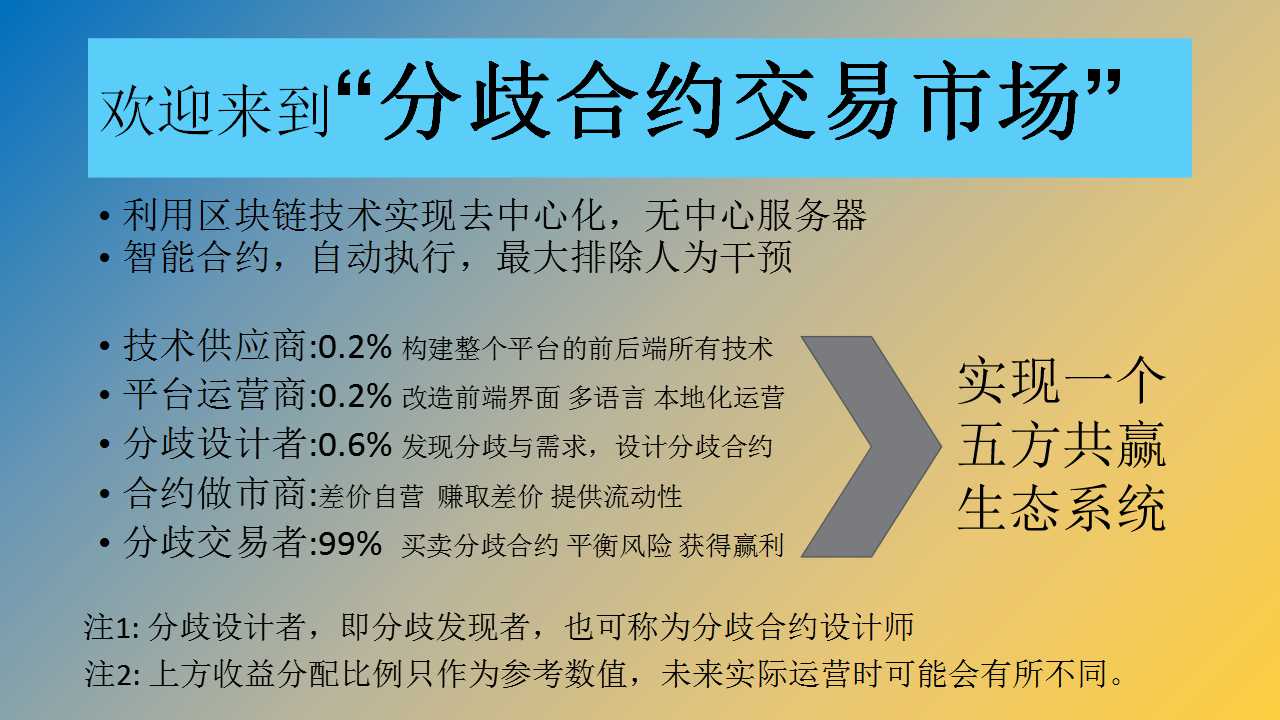 欢迎来到“分歧合约交易市场”
• 利用区块链技术实现去中心化，无中心服务器
• 智能合约，自动执行，最大排除人为干预
• 技术供应商:0.2% 构建整个平台的前后端所有技术
• 平台运营商:0.2% 改造前端界面 多语言 本地化运营
• 分歧设计者:0.6% 发现分歧与需求，设计分歧合约
• 合约做市商:差价自营 赚取差价 提供流动性
• 分歧交易者:99% 买卖分歧合约 平衡风险 获得赢利
实现一个
五方共赢
生态系统
注1: 分歧设计者，即分歧发现者，也可称为分歧合约设计师
注2: 上方收益分配比例只作为参考数值，未来实际运营时可能会有所不同。